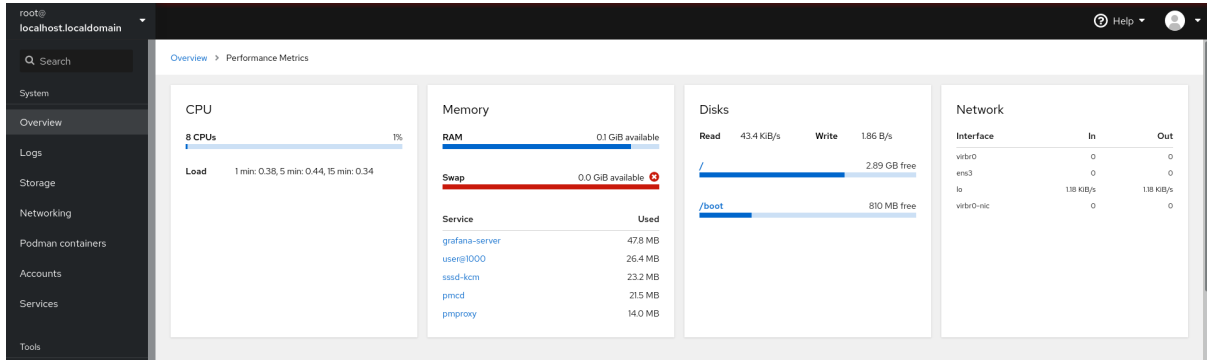 root@
localhost.localdomain
Help
Search
Overview > Performance Metrics
System
Overview
Logs
Storage
Networking
Podman containers
Accounts
Services
Tools
CPU
8 CPUs 1%
Load 1 min: 0.38, 5 min: 0.44, 15 min: 0.34
Memory
RAM 0.1 GiB available
Swap 0.0 GiB available
Service Used
grafana-server 47.8 MB
user@1000 26.4 MB
sssd-kcm 23.2 MB
pmcd 21.5 MB
pmproxy 14.0 MB
Disks
Read 43.4 KiB/s Write 1.86 B/s
/ 2.89 GB free
/boot 810 MB free
Network
Interface In Out
virbr0 0 0
ens3 0 0
lo 1.18 KiB/s 1.18 KiB/s
virbr0-nic 0 0